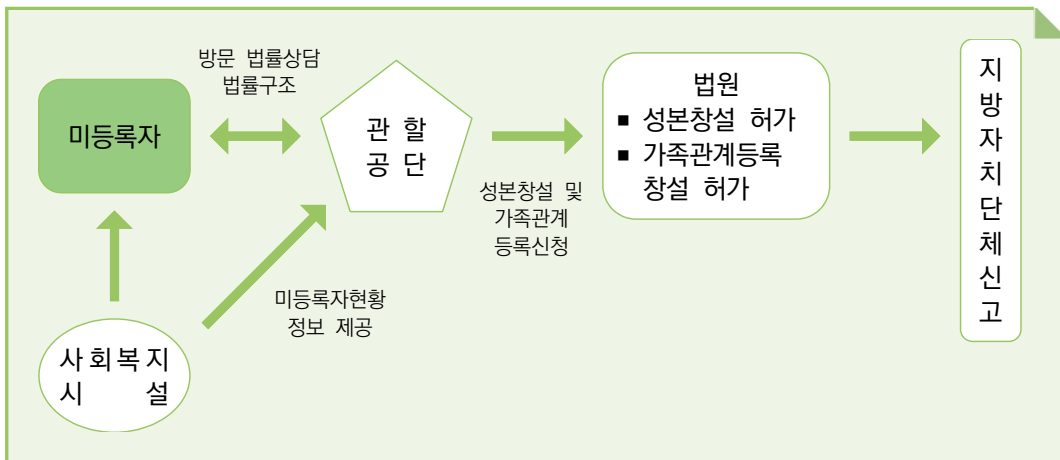 방문 법률상담
법률구조
미등록자
관 할
공 단
성본창설 및
가족관계
등록신청
법원
▪ 성본창설 허가
▪ 가족관계등록
창설 허가
지
방
자
치
단
체
신
고
미등록자현황
정보 제공
사회복지
시 설